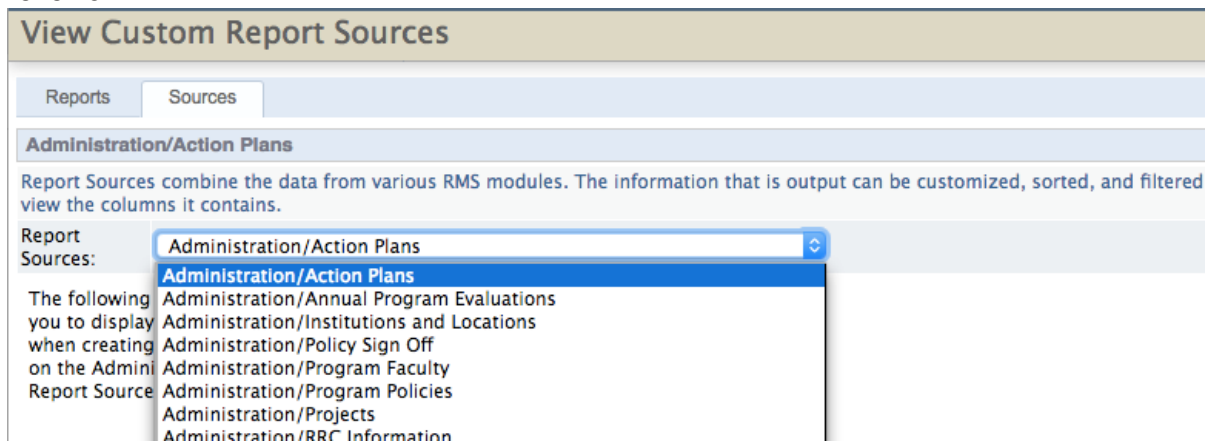 View Custom Report Sources
Reports
Sources
Administration/Action Plans
Report Sources combine the data from various RMS modules. The information that is output can be customized, sorted, and filtered
view the columns it contains.
Report
Sources:
Administration/Action Plans
Administration/Action Plans
Administration/Annual Program Evaluations
Administration/Institutions and Locations
Administration/Policy Sign Off
Administration/Program Faculty
Administration/Program Policies
Administration/Projects
Administration/RRC Information
The following
you to display
when creating
on the Admini
Report Source